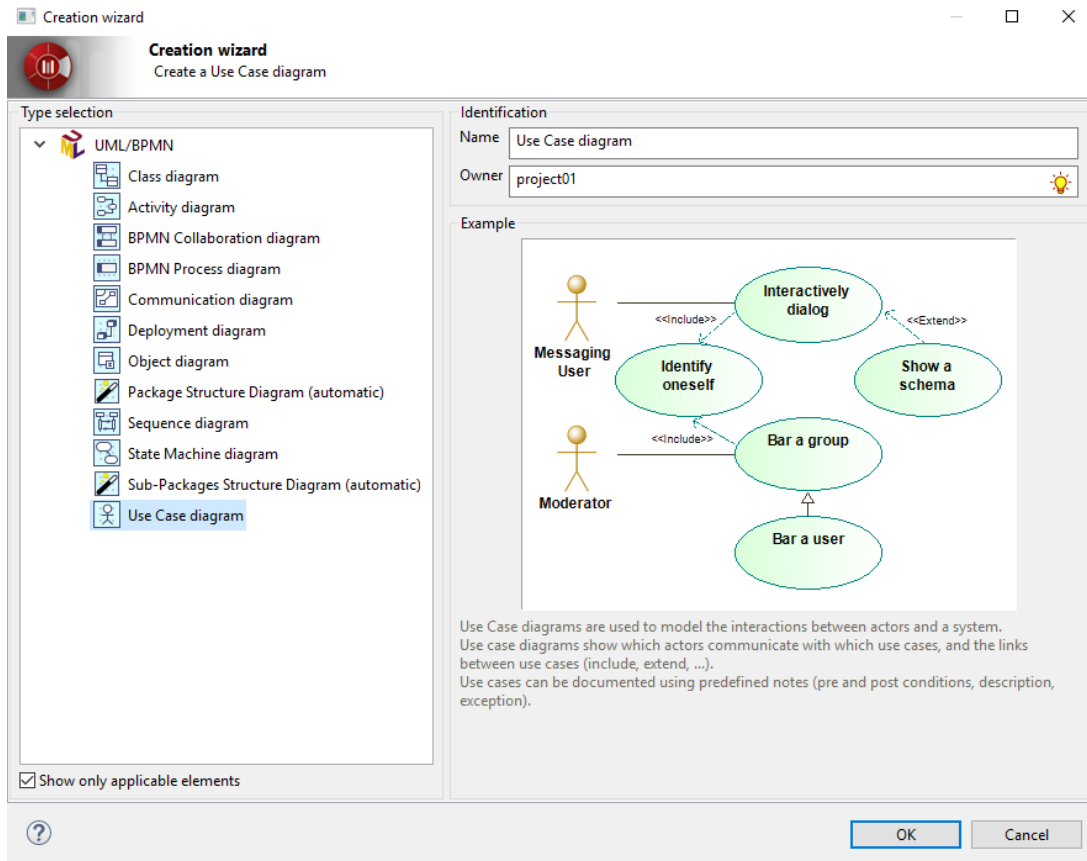 Creation wizard
Creation wizard
Create a Use Case diagram
Type selection
UML/BPMN
Class diagram
Activity diagram
BPMN Collaboration diagram
BPMN Process diagram
Communication diagram
Deployment diagram
Object diagram
Package Structure Diagram (automatic)
Sequence diagram
State Machine diagram
Sub-Packages Structure Diagram (automatic)
Use Case diagram
Show only applicable elements
Identification
Name
Use Case diagram
Owner
project01
Example
Interactively
dialog
<<Include>>
<<Extend>>
Messaging
User
Identify
oneself
Show a
schema
<<Include>>
Bar a group
Moderator
Bar a user
Use Case diagrams are used to model the interactions between actors and a system.
Use case diagrams show which actors communicate with which use cases, and the links
between use cases (include, extend, ...).
Use cases can be documented using predefined notes (pre and post conditions, description,
exception).
?
OK
Cancel